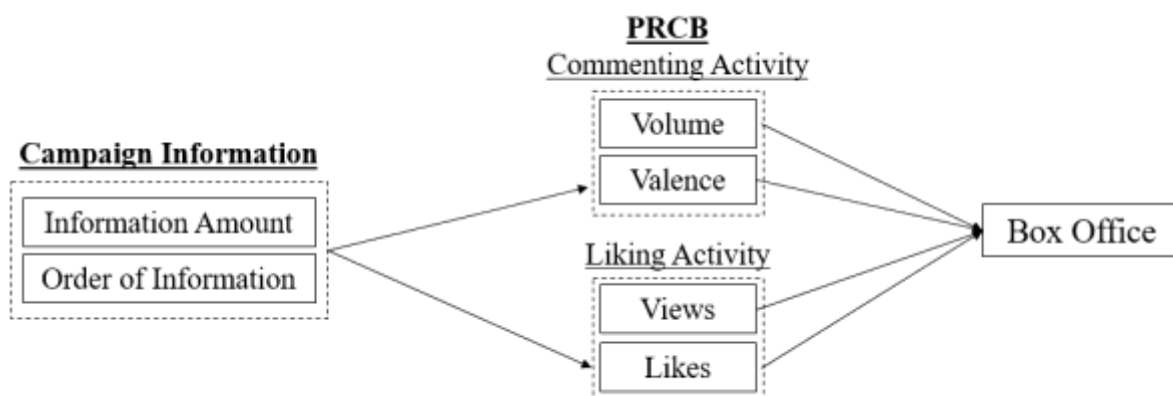 PRCB
Commenting Activity
Volume
Valence
Campaign Information
Information Amount
Order of Information
Box Office
Liking Activity
Views
Likes